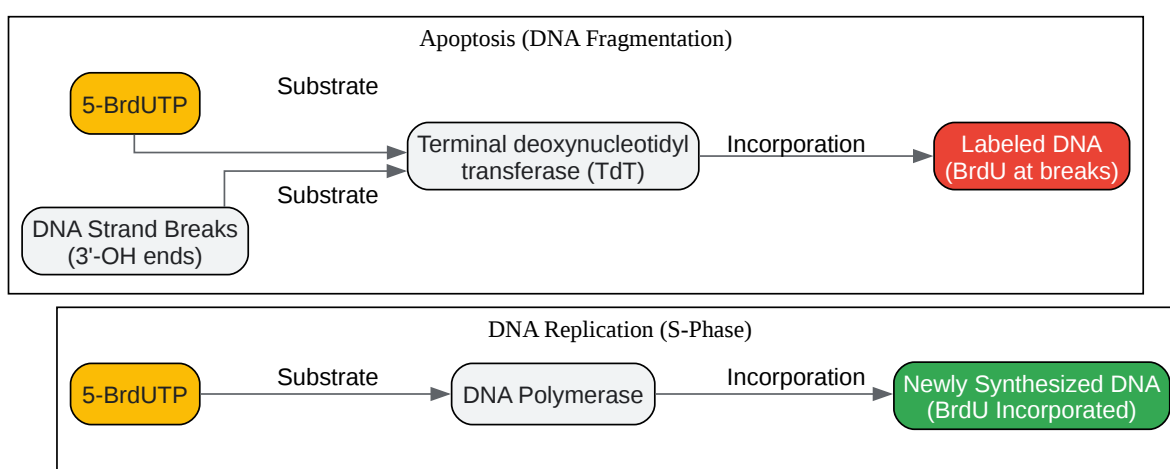 Apoptosis (DNA Fragmentation)
5-BrdUTP
Substrate
Terminal deoxynucleotidyl
transferase (TdT)
Incorporation
Labeled DNA
(BrdU at breaks)
Substrate
DNA Strand Breaks
(3'-OH ends)
DNA Replication (S-Phase)
5-BrdUTP
Substrate
DNA Polymerase
Incorporation
Newly Synthesized DNA
(BrdU Incorporated)